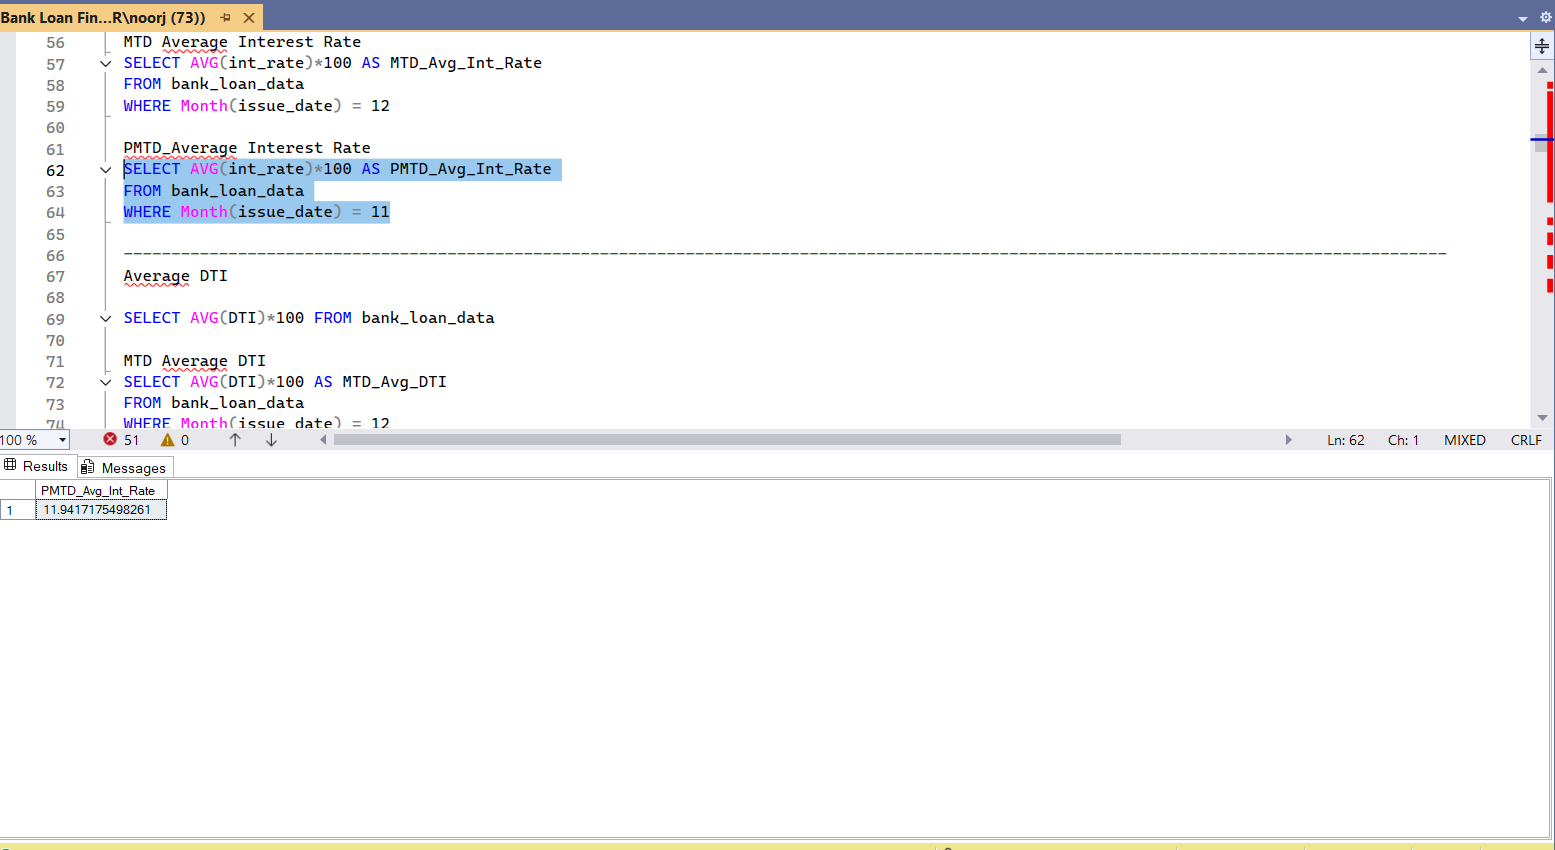 Bank Loan Fin...R\noorj (73))
56 MTD Average Interest Rate
57 SELECT AVG(int_rate)*100 AS MTD_Avg_Int_Rate
58 FROM bank_loan_data
59 WHERE Month(issue_date) = 12
60
61 PMTD_Average Interest Rate
62 SELECT AVG(int_rate)*100 AS PMTD_Avg_Int_Rate
63 FROM bank_loan_data
64 WHERE Month(issue_date) = 11
65
66 -------------------------------------------------------------------------------------------------------------------------------------------
67 Average DTI
68
69 SELECT AVG(DTI)*100 FROM bank_loan_data
70
71 MTD Average DTI
72 SELECT AVG(DTI)*100 AS MTD_Avg_DTI
73 FROM bank_loan_data
74 WHERE Month(issue_date) = 12
100 % 51 0 Ln: 62 Ch: 1 MIXED CRLF
Results Messages
PMTD_Avg_Int_Rate
1 11.9417175498261